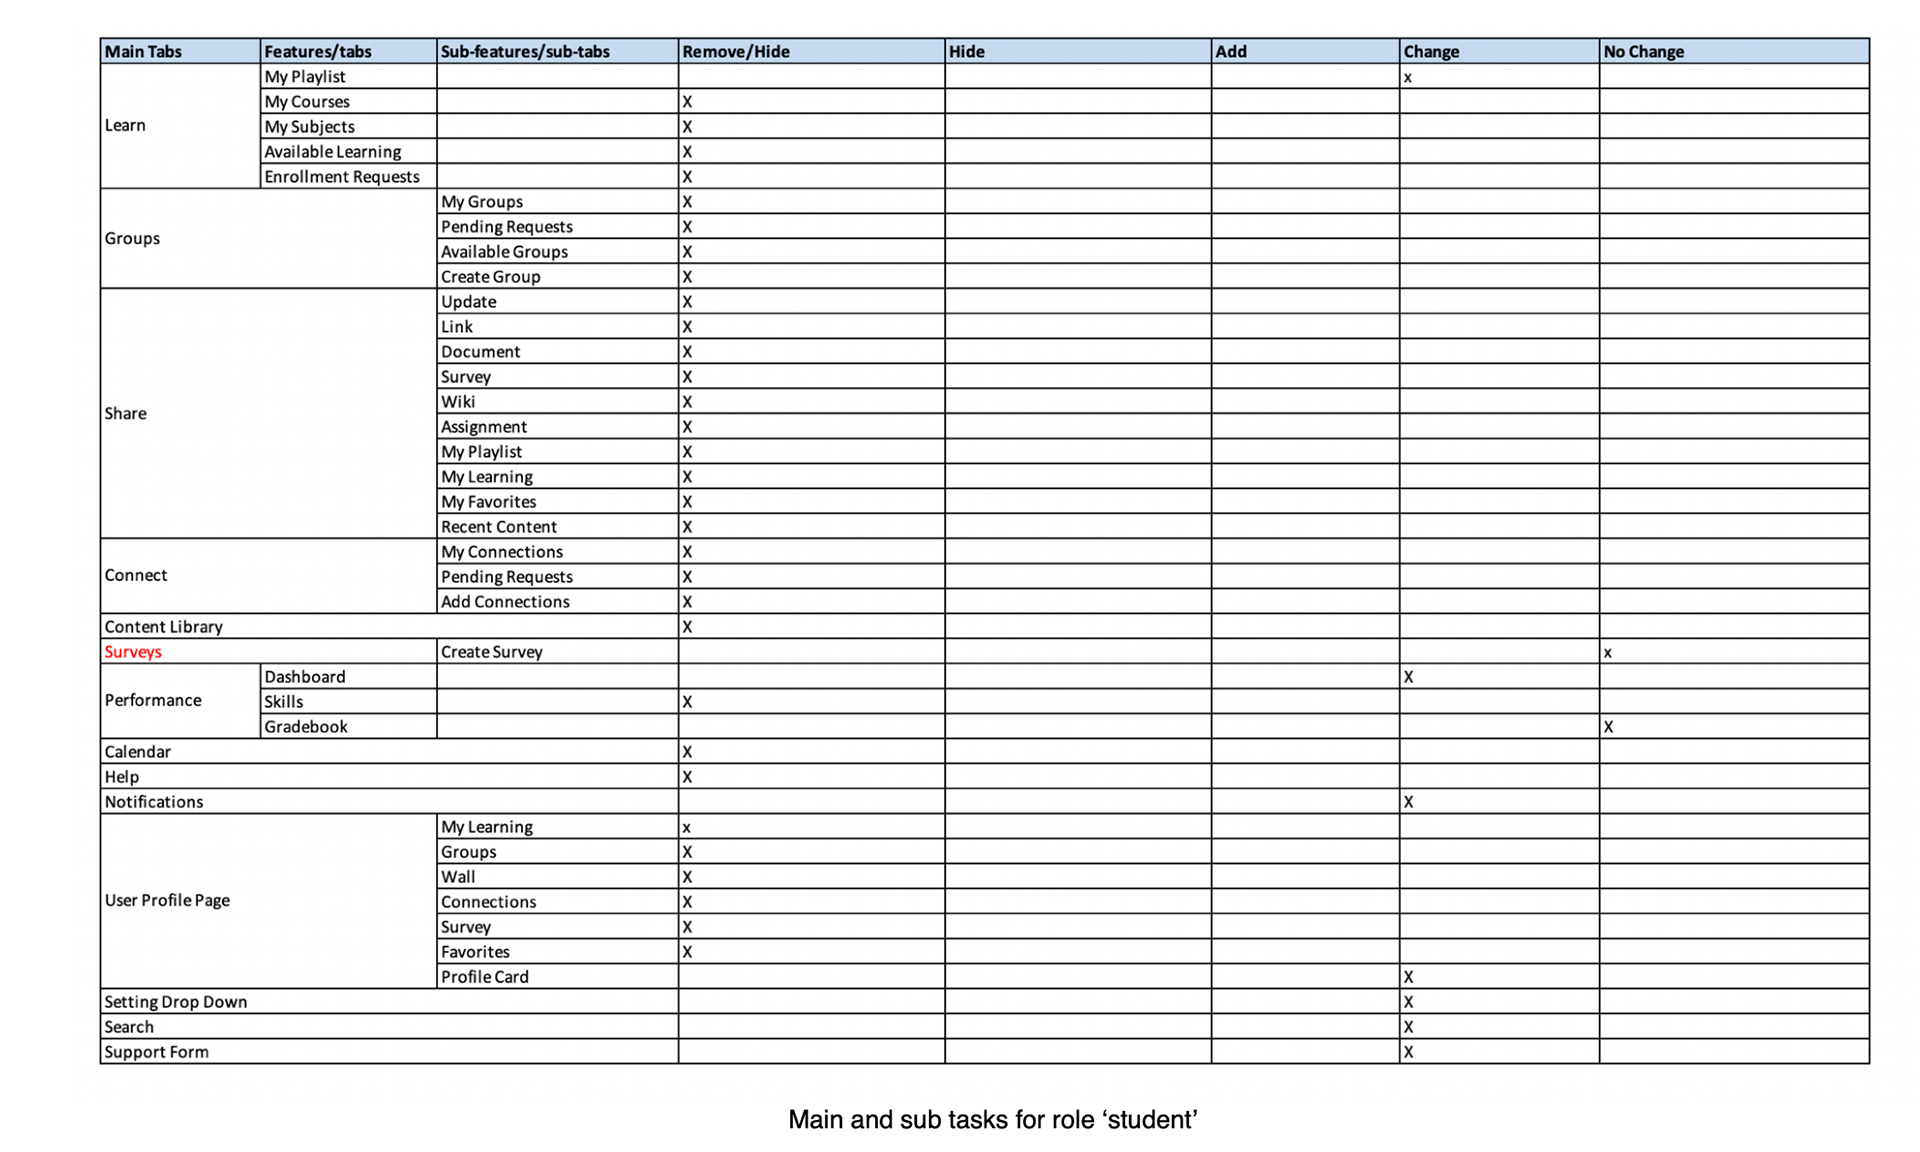 Main Tabs Features/tabs Sub-features/sub-tabs Remove/Hide Hide Add Change No Change
Learn
My Playlist x
My Courses X
My Subjects X
Available Learning X
Enrollment Requests X
Groups
My Groups X
Pending Requests X
Available Groups X
Create Group X
Share
Update X
Link X
Document X
Survey X
Wiki X
Assignment X
My Playlist X
My Learning X
My Favorites X
Recent Content X
Connect
My Connections X
Pending Requests X
Add Connections X
Content Library X
Surveys Create Survey x
Performance
Dashboard X
Skills X
Gradebook X
Calendar X
Help X
Notifications X
User Profile Page
My Learning x
Groups X
Wall X
Connections X
Survey X
Favorites X
Profile Card X
Setting Drop Down X
Search X
Support Form X
Main and sub tasks for role ‘student’